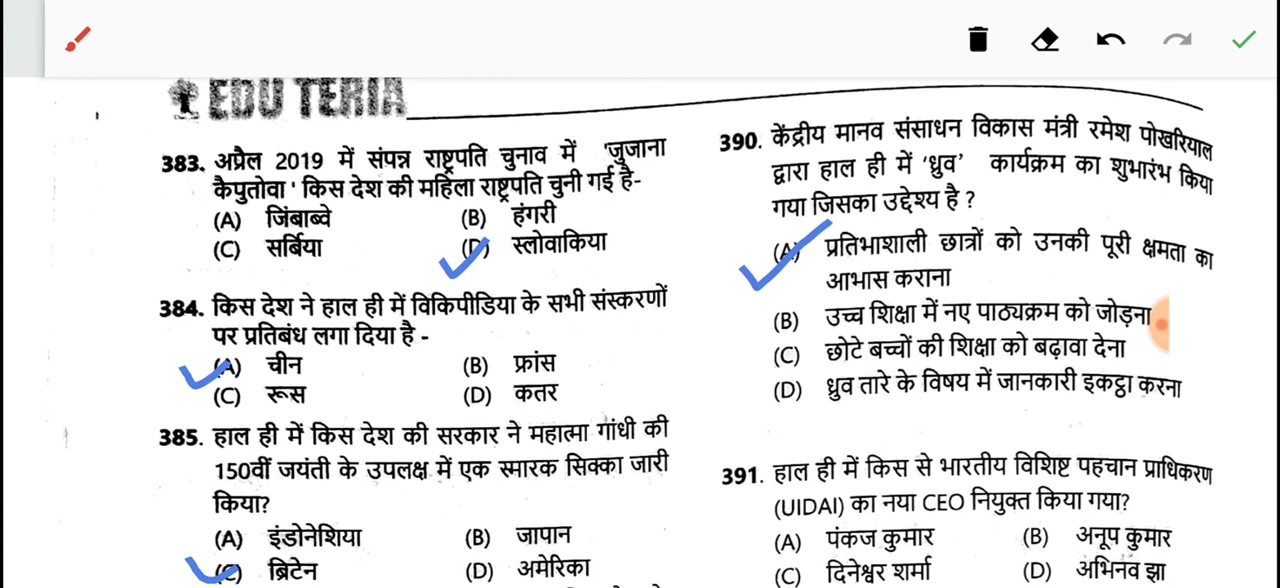 EDU TERIA
383. अप्रैल 2019 में संपन्न राष्ट्रपति चुनाव में 'जुजाना
कैपुतोवा ' किस देश की महिला राष्ट्रपति चुनी गई है-
(A) जिंबाब्वे (B) हंगरी
(C) सर्बिया (D) स्लोवाकिया
384. किस देश ने हाल ही में विकिपीडिया के सभी संस्करणों
पर प्रतिबंध लगा दिया है -
(A) चीन (B) फ्रांस
(C) रूस (D) कतर
385. हाल ही में किस देश की सरकार ने महात्मा गांधी की
150वीं जयंती के उपलक्ष में एक स्मारक सिक्का जारी
किया?
(A) इंडोनेशिया (B) जापान
(C) ब्रिटेन (D) अमेरिका
390. केंद्रीय मानव संसाधन विकास मंत्री रमेश पोखरियाल
द्वारा हाल ही में 'ध्रुव' कार्यक्रम का शुभारंभ किया
गया जिसका उद्देश्य है ?
(A) प्रतिभाशाली छात्रों को उनकी पूरी क्षमता का
आभास कराना
(B) उच्च शिक्षा में नए पाठ्यक्रम को जोड़ना
(C) छोटे बच्चों की शिक्षा को बढ़ावा देना
(D) ध्रुव तारे के विषय में जानकारी इकट्ठा करना
391. हाल ही में किस से भारतीय विशिष्ट पहचान प्राधिकरण
(UIDAI) का नया CEO नियुक्त किया गया?
(A) पंकज कुमार (B) अनूप कुमार
(C) दिनेश्वर शर्मा (D) अभिनव झा